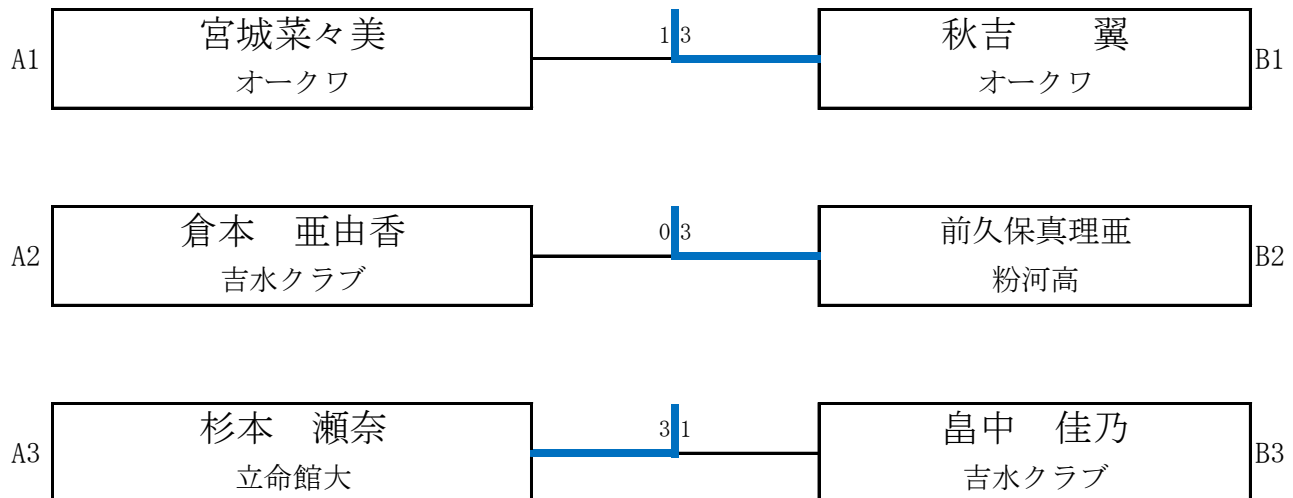 宮城菜々美
オークワ
A1
1 3
秋吉　　翼
オークワ
B1
倉本　亜由香
吉水クラブ
A2
0 3
前久保真理亜
粉河高
B2
杉本　瀬奈
立命館大
A3
3 1
畠中　佳乃
吉水クラブ
B3